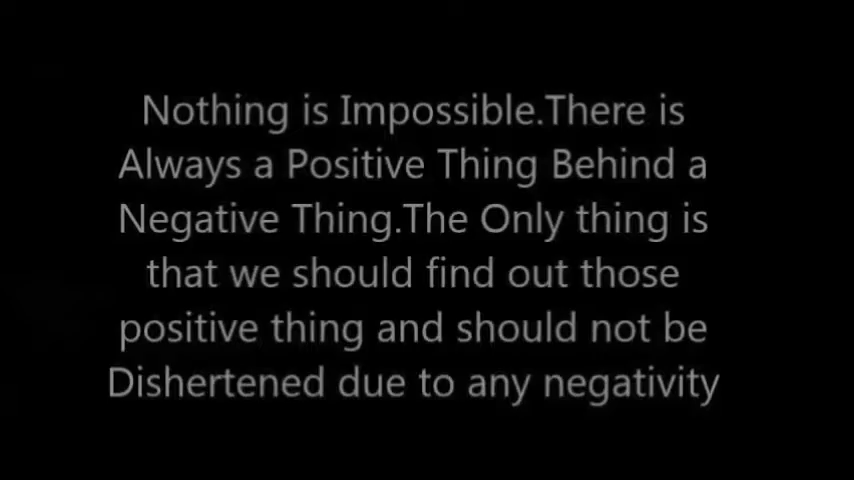 Nothing is Impossible.There is
Always a Positive Thing Behind a
Negative Thing.The Only thing is
that we should find out those
positive thing and should not be
Dishertened due to any negativity